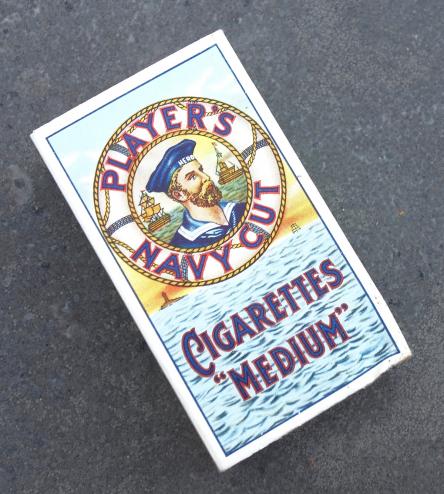 PLAYER'S
HERO
NAVY CUT
CIGARETTES
"MEDIUM"